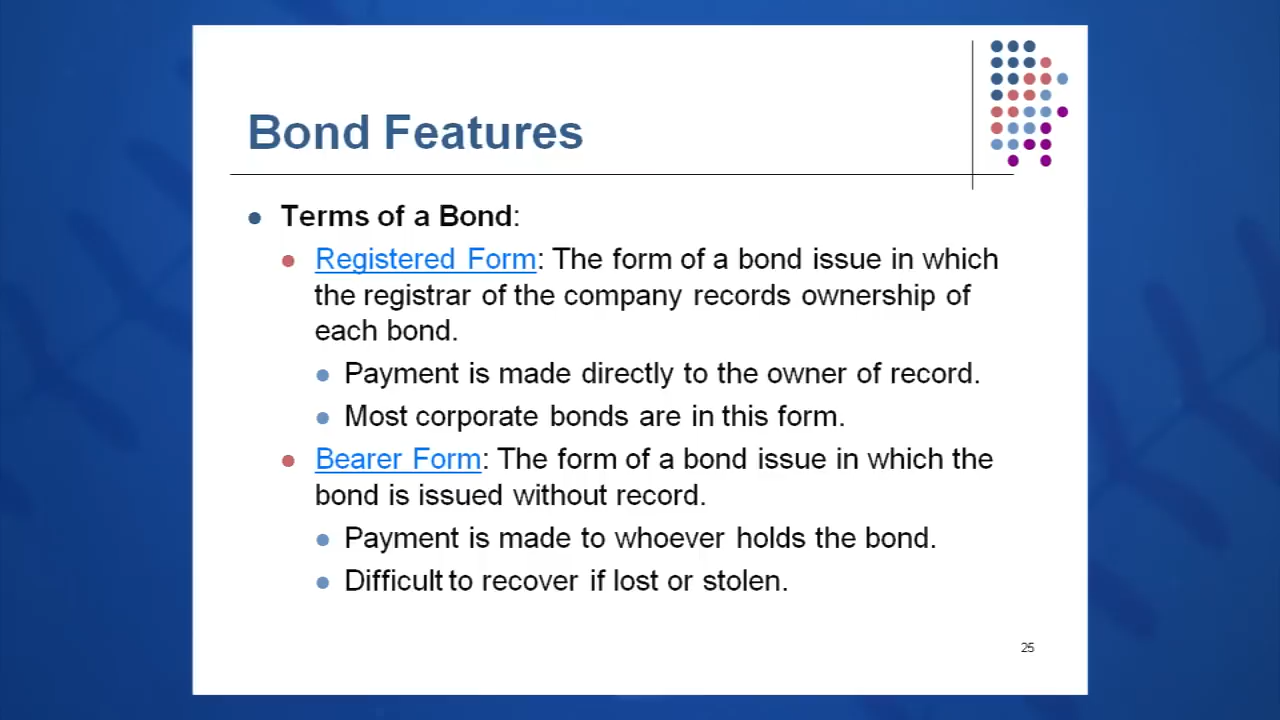 Bond Features
Terms of a Bond:
Registered Form: The form of a bond issue in which
the registrar of the company records ownership of
each bond.
Payment is made directly to the owner of record.
Most corporate bonds are in this form.
Bearer Form: The form of a bond issue in which the
bond is issued without record.
Payment is made to whoever holds the bond.
Difficult to recover if lost or stolen.
25